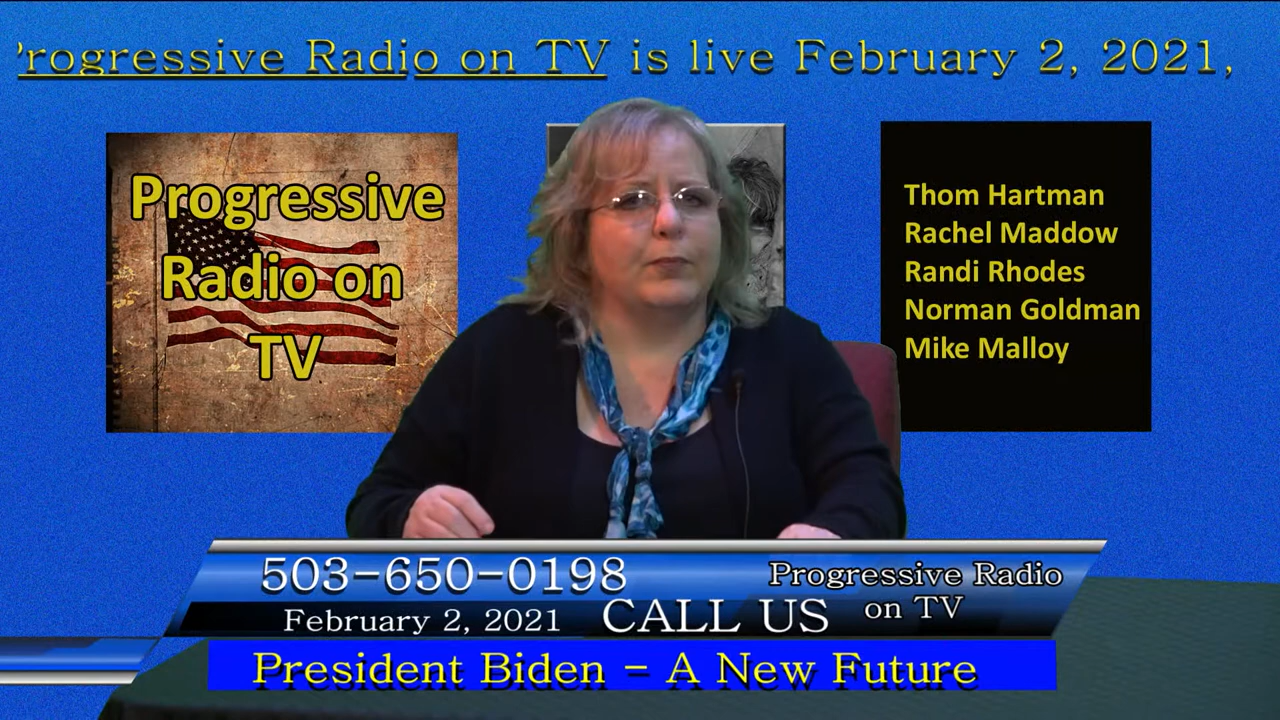 Progressive Radio on TV is live February 2, 2021,
Progressive
Radio on
TV
Thom Hartman
Rachel Maddow
Randi Rhodes
Norman Goldman
Mike Malloy
503-650-0198
February 2, 2021
CALL US
Progressive Radio
on TV
President Biden - A New Future